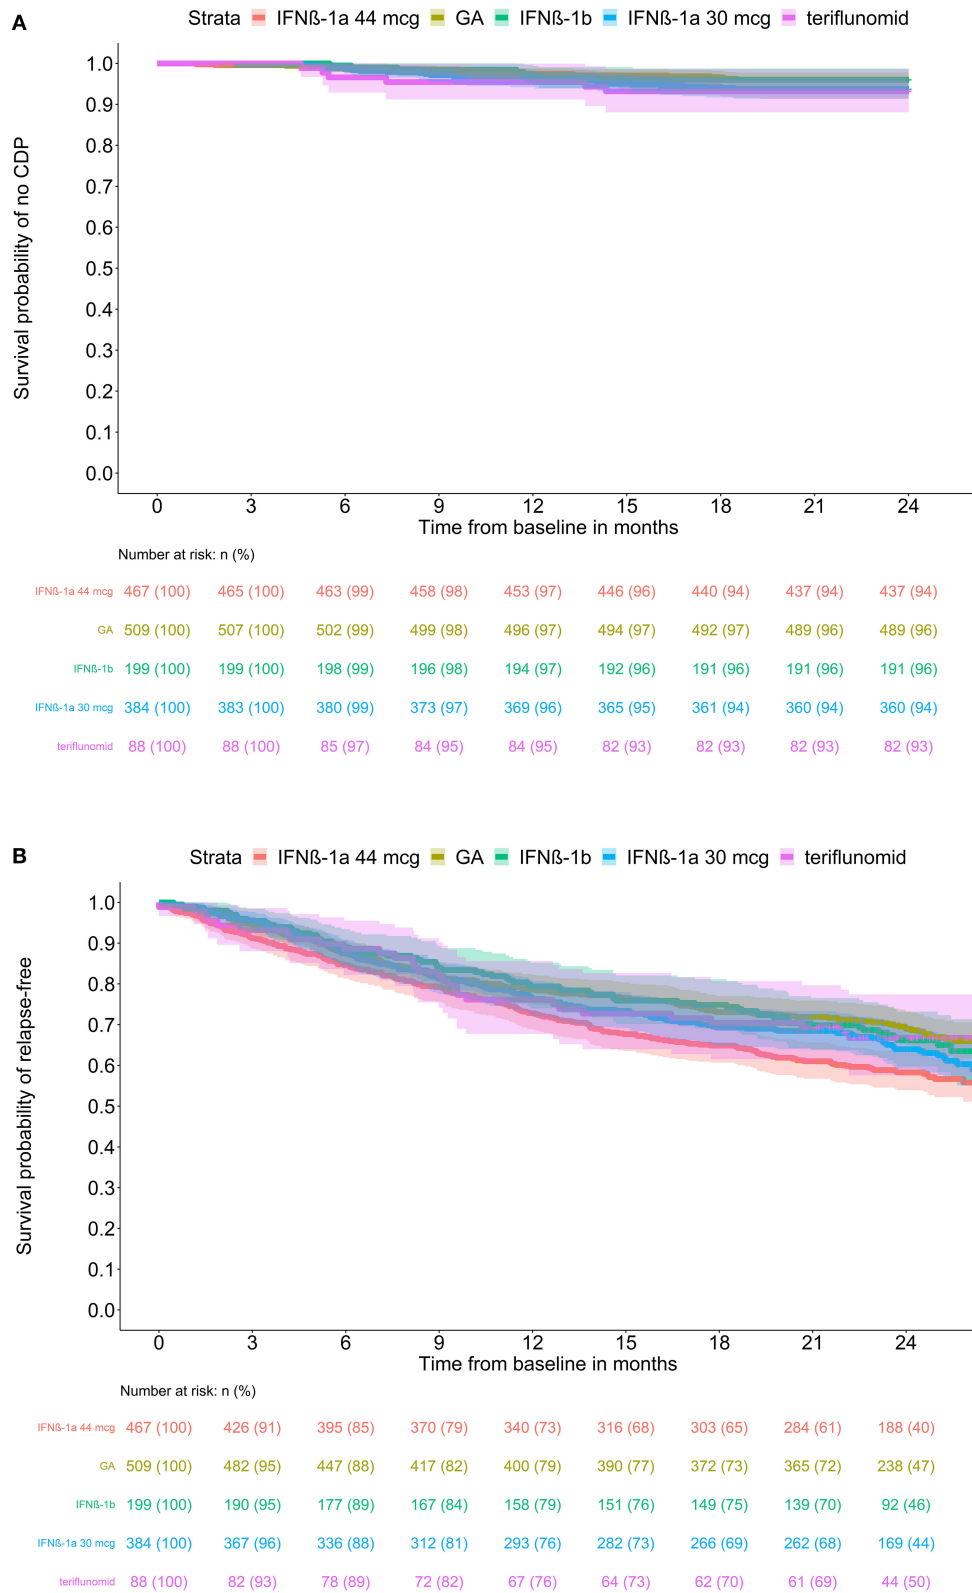 A
Strata IFNß-1a 44 mcg GA IFNß-1b IFNß-1a 30 mcg teriflunomid
1.0
0.9
0.8
0.7
0.6
0.5
0.4
0.3
0.2
0.1
0.0
Survival probability of no CDP
0 3 6 9 12 15 18 21 24
Time from baseline in months
Number at risk: n (%)
IFNß-1a 44 mcg 467 (100) 465 (100) 463 (99) 458 (98) 453 (97) 446 (96) 440 (94) 437 (94) 437 (94)
GA 509 (100) 507 (100) 502 (99) 499 (98) 496 (97) 494 (97) 492 (97) 489 (96) 489 (96)
IFNß-1b 199 (100) 199 (100) 198 (99) 196 (98) 194 (97) 192 (96) 191 (96) 191 (96) 191 (96)
IFNß-1a 30 mcg 384 (100) 383 (100) 380 (99) 373 (97) 369 (96) 365 (95) 361 (94) 360 (94) 360 (94)
teriflunomid 88 (100) 88 (100) 85 (97) 84 (95) 84 (95) 82 (93) 82 (93) 82 (93) 82 (93)
B
Strata IFNß-1a 44 mcg GA IFNß-1b IFNß-1a 30 mcg teriflunomid
1.0
0.9
0.8
0.7
0.6
0.5
0.4
0.3
0.2
0.1
0.0
Survival probability of relapse-free
0 3 6 9 12 15 18 21 24
Time from baseline in months
Number at risk: n (%)
IFNß-1a 44 mcg 467 (100) 426 (91) 395 (85) 370 (79) 340 (73) 316 (68) 303 (65) 284 (61) 188 (40)
GA 509 (100) 482 (95) 447 (88) 417 (82) 400 (79) 390 (77) 372 (73) 365 (72) 238 (47)
IFNß-1b 199 (100) 190 (95) 177 (89) 167 (84) 158 (79) 151 (76) 149 (75) 139 (70) 92 (46)
IFNß-1a 30 mcg 384 (100) 367 (96) 336 (88) 312 (81) 293 (76) 282 (73) 266 (69) 262 (68) 169 (44)
teriflunomid 88 (100) 82 (93) 78 (89) 72 (82) 67 (76) 64 (73) 62 (70) 61 (69) 44 (50)